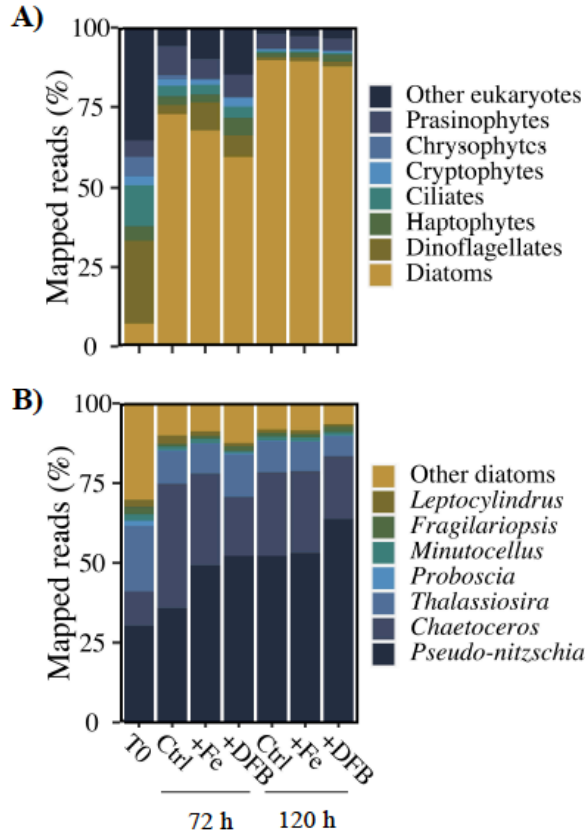 A)
100
75
50
25
0
Mapped reads (%)
Other eukaryotes
Prasinophytes
Chrysophytes
Cryptophytes
Ciliates
Haptophytes
Dinoflagellates
Diatoms
B)
100
75
50
25
0
Mapped reads (%)
Other diatoms
Leptocylindrus
Fragilariopsis
Minutocellus
Proboscia
Thalassiosira
Chaetoceros
Pseudo-nitzschia
T0 Ctrl +Fe +DFB Ctrl +Fe +DFB
72 h 120 h